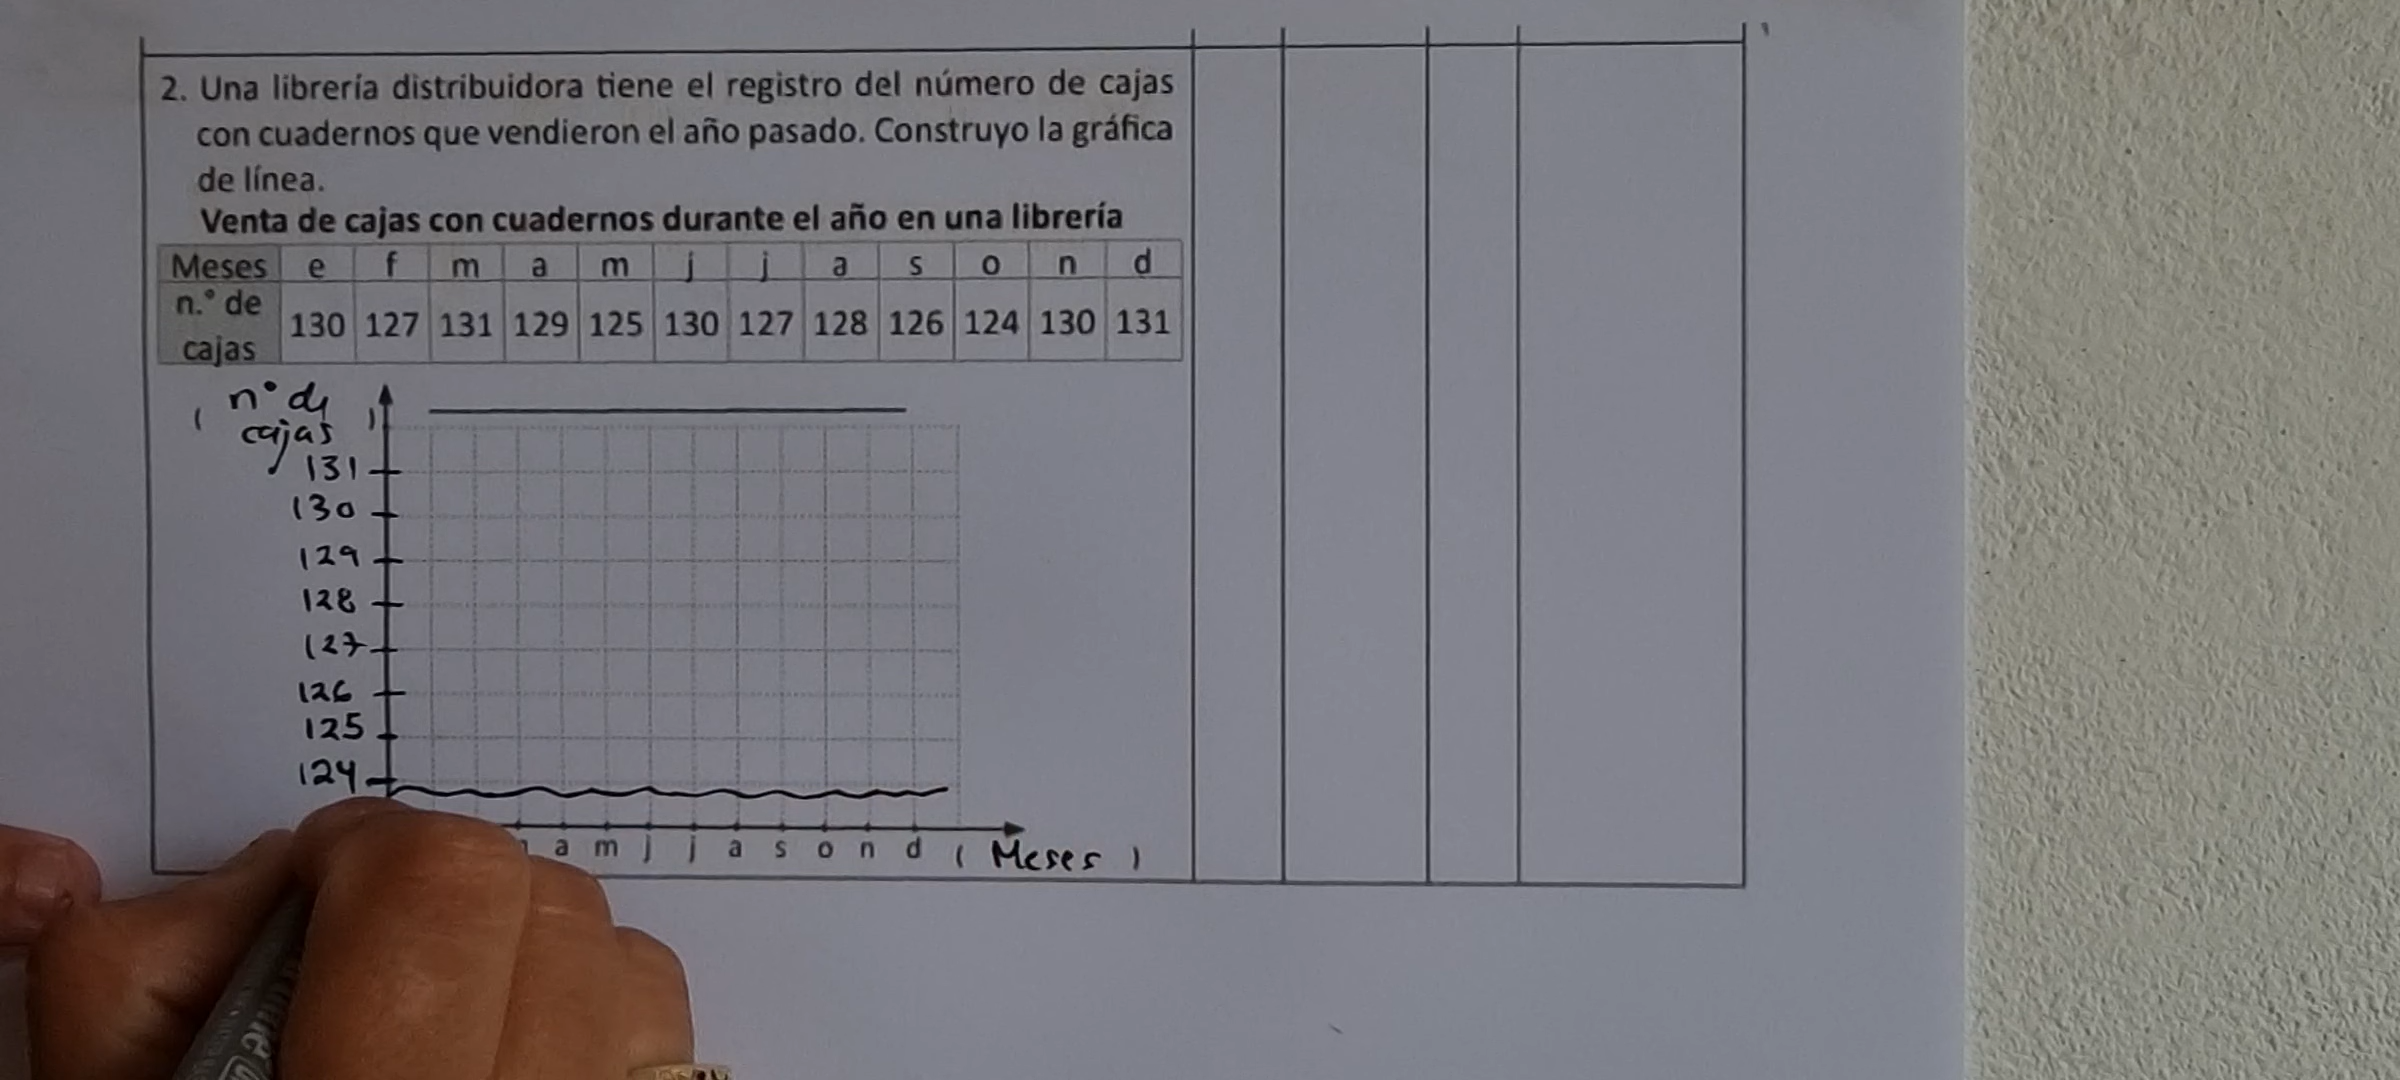 2. Una librería distribuidora tiene el registro del número de cajas
con cuadernos que vendieron el año pasado. Construyo la gráfica
de línea.
Venta de cajas con cuadernos durante el año en una librería
Meses e f m a m j j a s o n d
n.° de cajas 130 127 131 129 125 130 127 128 126 124 130 131
( n° de )
cajas
131
130
129
128
127
126
125
124
a m j j a s o n d ( Meses )